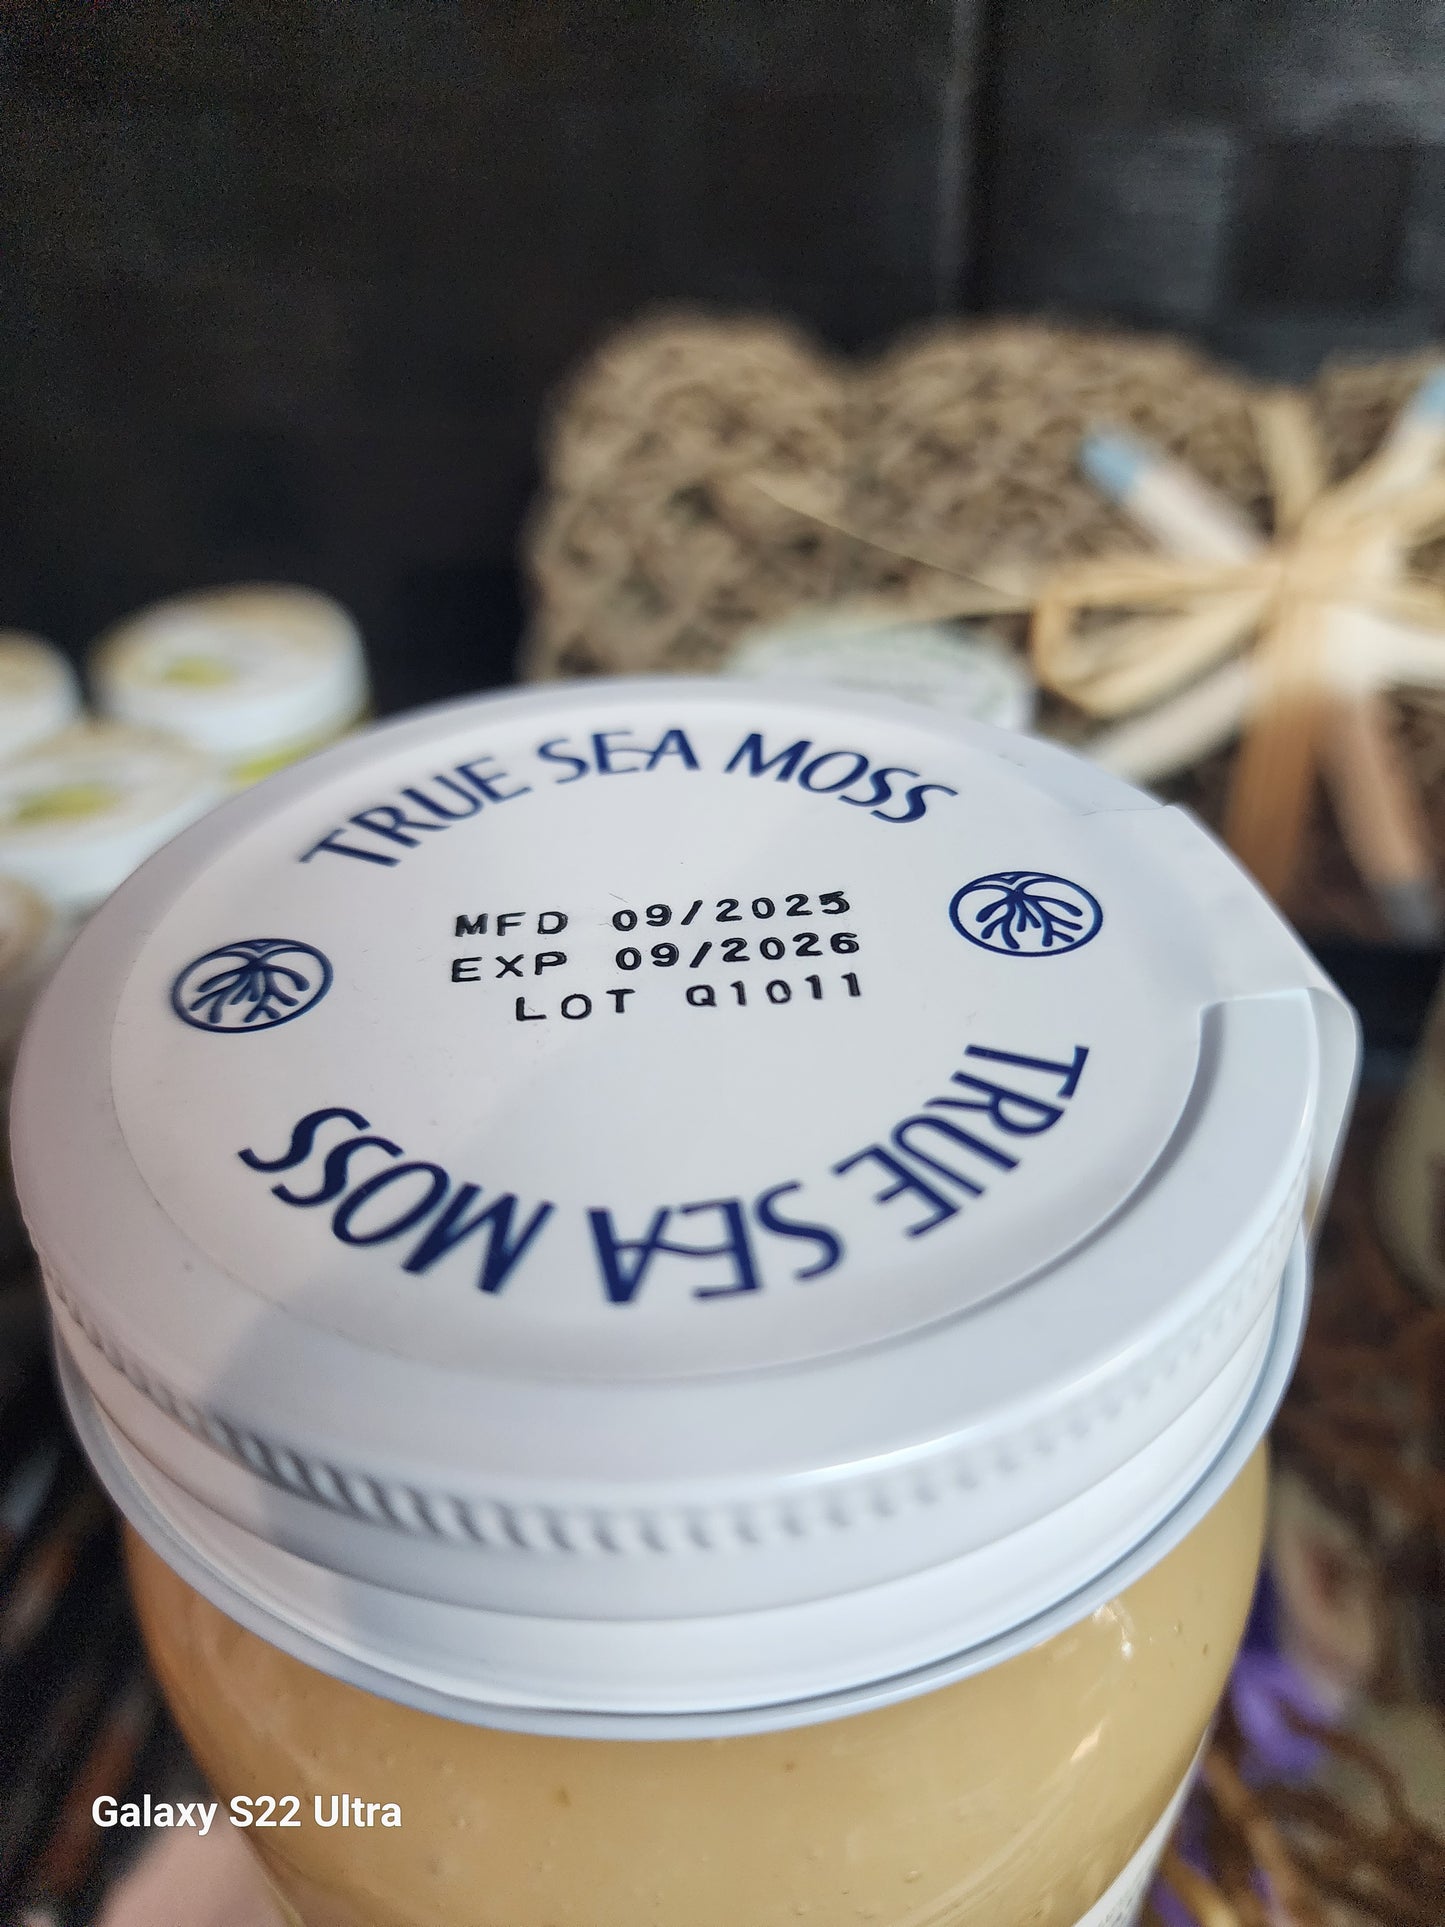 TRUE SEA MOSS
MFD 09/2025
EXP 09/2026
LOT Q1011
TRUE SEA MOSS
Galaxy S22 Ultra